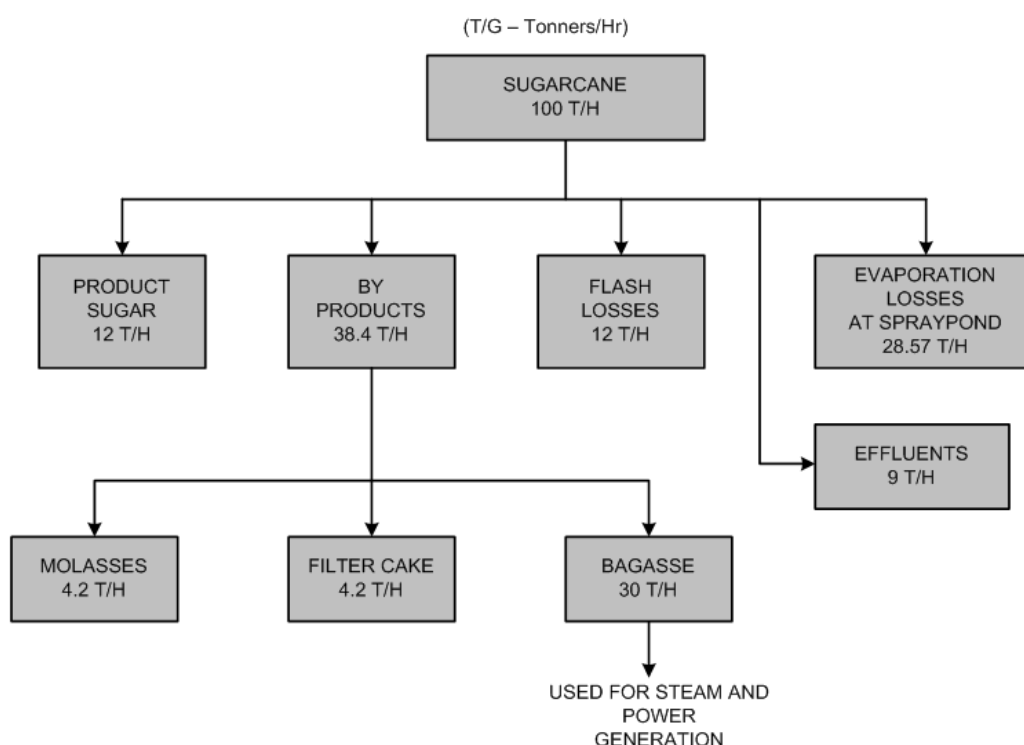 (T/G – Tonners/Hr)
SUGARCANE
100 T/H
PRODUCT
SUGAR
12 T/H
BY
PRODUCTS
38.4 T/H
FLASH
LOSSES
12 T/H
EVAPORATION
LOSSES
AT SPRAYPOND
28.57 T/H
EFFLUENTS
9 T/H
MOLASSES
4.2 T/H
FILTER CAKE
4.2 T/H
BAGASSE
30 T/H
USED FOR STEAM AND
POWER
GENERATION